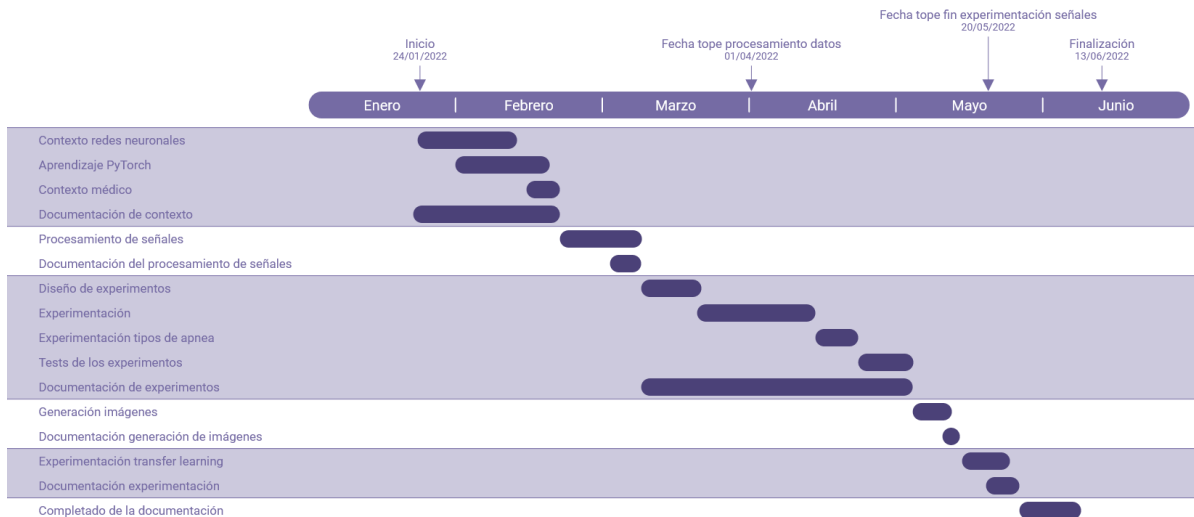 Fecha tope fin experimentación señales
20/05/2022
Inicio
24/01/2022
Fecha tope procesamiento datos
01/04/2022
Finalización
13/06/2022
Enero | Febrero | Marzo | Abril | Mayo | Junio
Contexto redes neuronales
Aprendizaje PyTorch
Contexto médico
Documentación de contexto
Procesamiento de señales
Documentación del procesamiento de señales
Diseño de experimentos
Experimentación
Experimentación tipos de apnea
Tests de los experimentos
Documentación de experimentos
Generación imágenes
Documentación generación de imágenes
Experimentación transfer learning
Documentación experimentación
Completado de la documentación